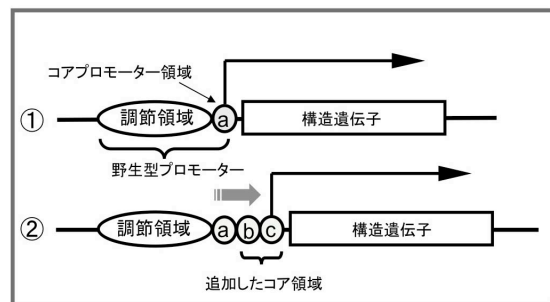 コアプロモーター領域
① 調節領域 a 構造遺伝子
野生型プロモーター
② 調節領域 a b c 構造遺伝子
追加したコア領域